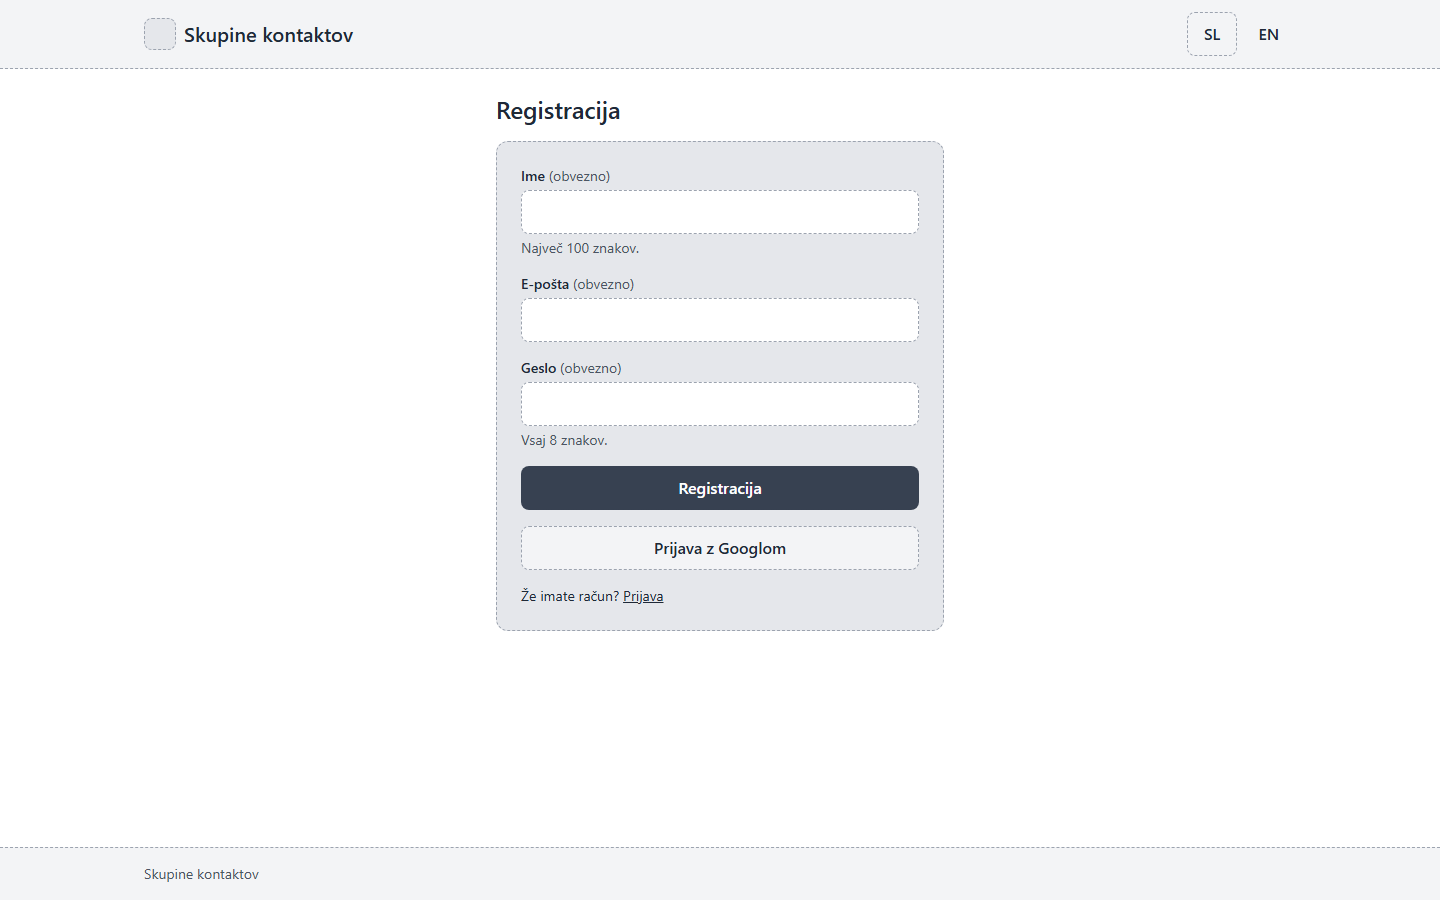 Skupine kontaktov
SL
EN
Registracija
Ime (obvezno)
Največ 100 znakov.
E-pošta (obvezno)
Geslo (obvezno)
Vsaj 8 znakov.
Registracija
Prijava z Googlom
Že imate račun? Prijava
Skupine kontaktov